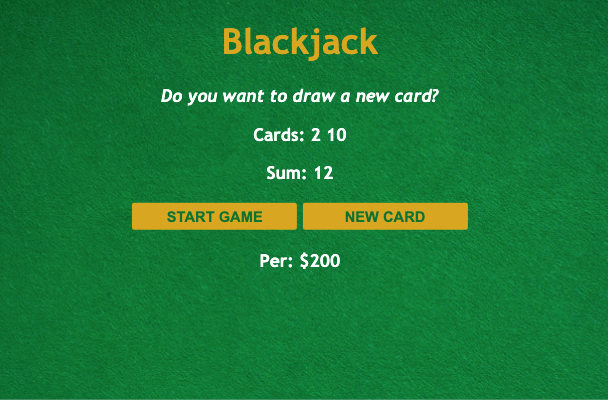 Blackjack
Do you want to draw a new card?
Cards: 2 10
Sum: 12
START GAME NEW CARD
Per: $200